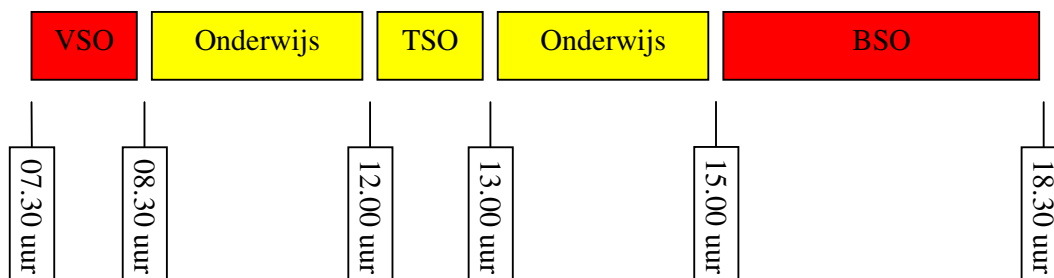 VSO Onderwijs TSO Onderwijs BSO
07.30 uur
08.30 uur
12.00 uur
13.00 uur
15.00 uur
18.30 uur